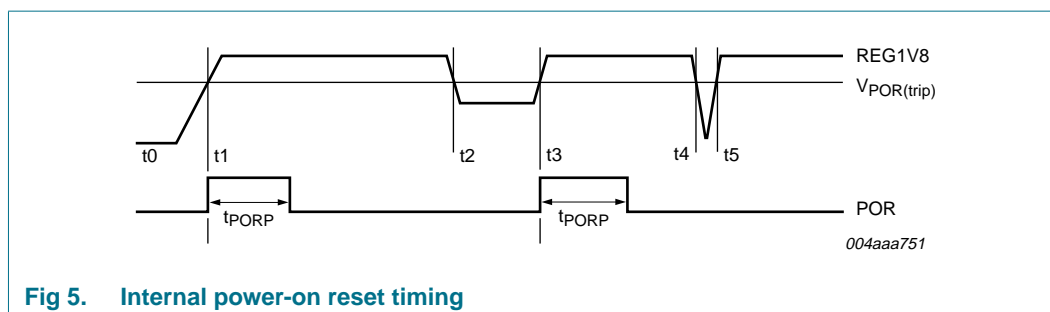 REG1V8
VPOR(trip)
t0 t1 t2 t3 t4 t5
tPORP tPORP
POR
004aaa751
Fig 5. Internal power-on reset timing